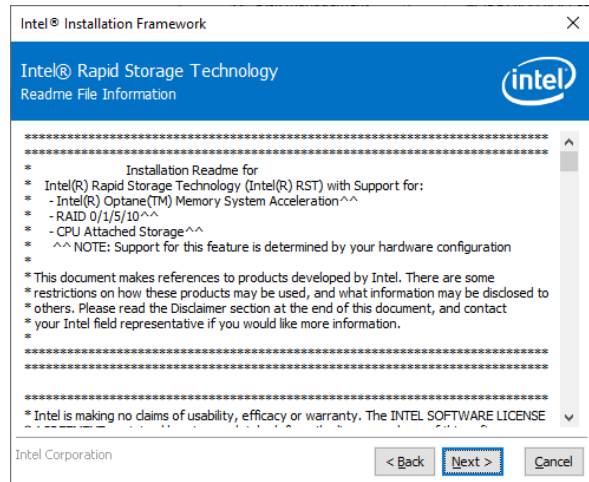 Intel® Installation Framework
Intel® Rapid Storage Technology
Readme File Information
intel
*******************************************************************************
*******************************************************************************
* Installation Readme for
* Intel(R) Rapid Storage Technology (Intel(R) RST) with Support for:
* - Intel(R) Optane(TM) Memory System Acceleration^^
* - RAID 0/1/5/10^^
* - CPU Attached Storage^^
* ^^ NOTE: Support for this feature is determined by your hardware configuration
*
* This document makes references to products developed by Intel. There are some
* restrictions on how these products may be used, and what information may be disclosed to
* others. Please read the Disclaimer section at the end of this document, and contact
* your Intel field representative if you would like more information.
*
*******************************************************************************
*******************************************************************************
*******************************************************************************
* Intel is making no claims of usability, efficacy or warranty. The INTEL SOFTWARE LICENSE
Intel Corporation
< Back
Next >
Cancel